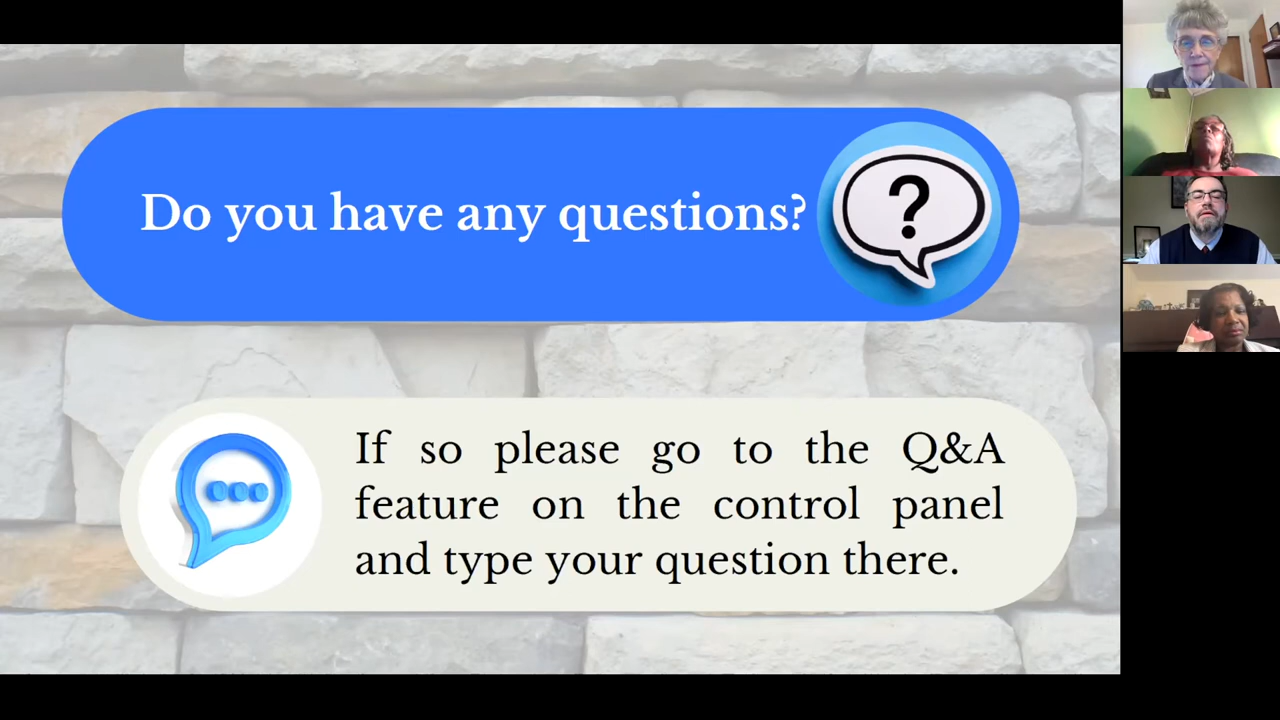 Do you have any questions?
?
If so please go to the Q&A
feature on the control panel
and type your question there.